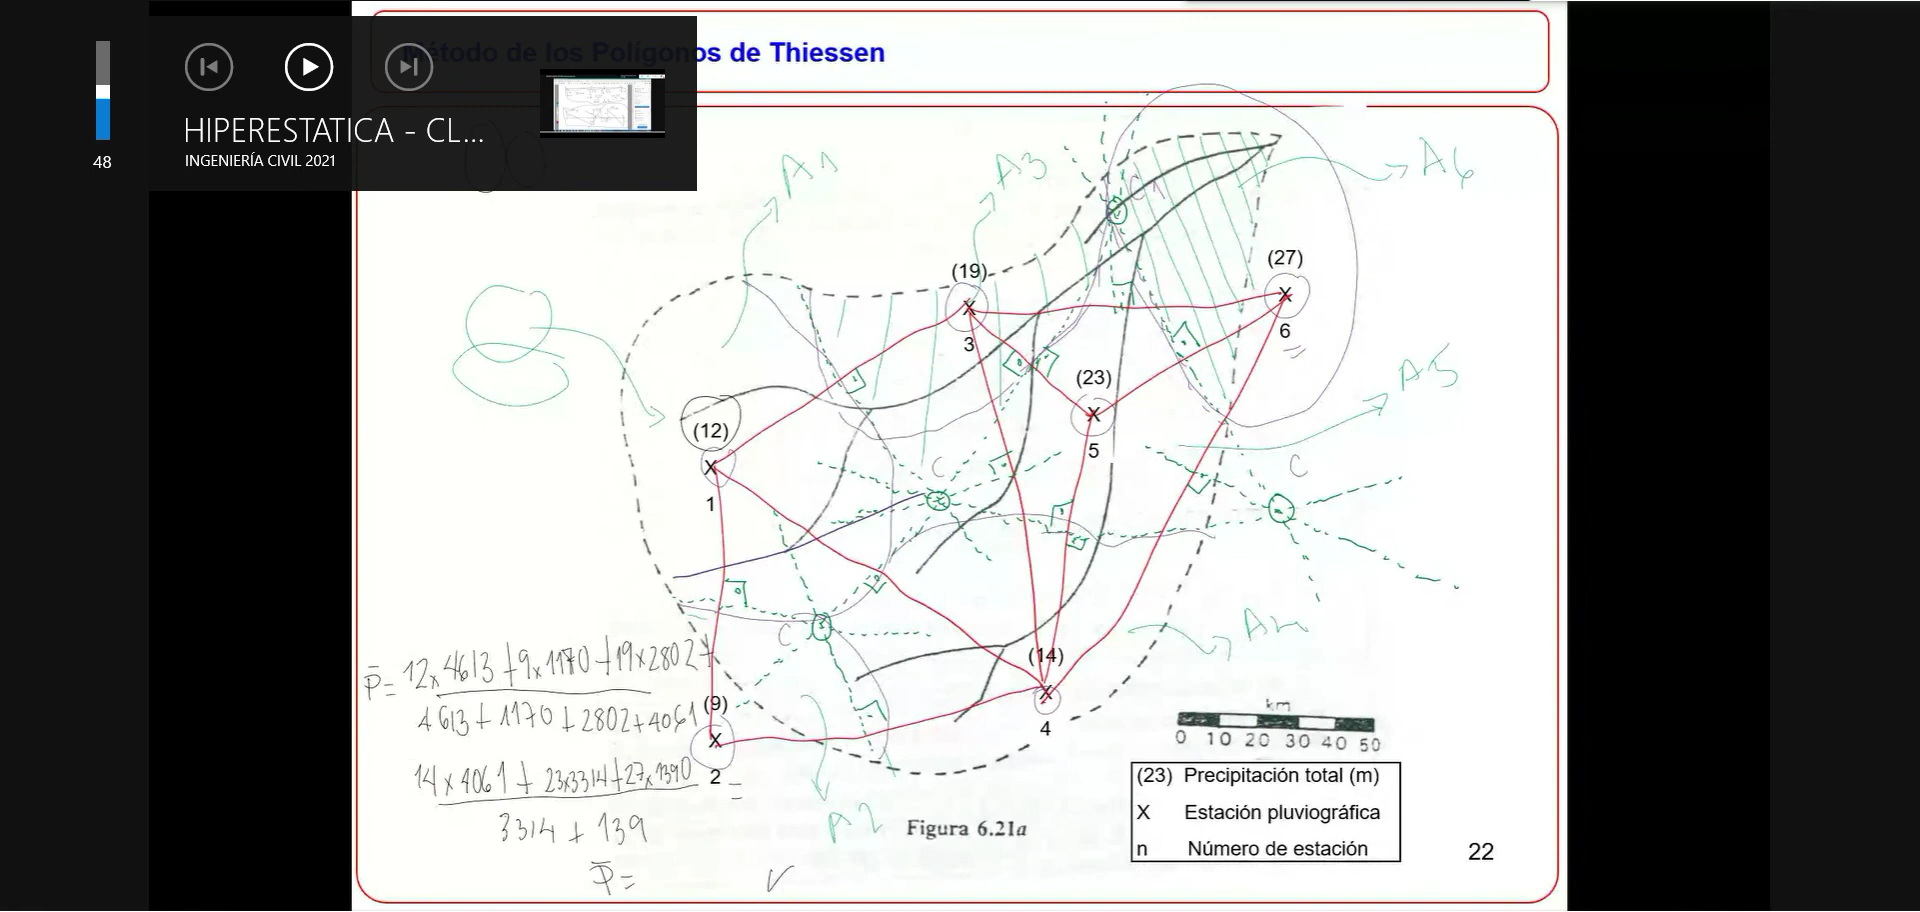 Método de los Polígonos de Thiessen
HIPERESTATICA - CL...
INGENIERÍA CIVIL 2021
48
A1
A3
A6
(19)
3
(27)
6
(23)
5
A5
(12)
1
C
C
C
(14)
4
P̄= 12x4613+9x1170+19x2802+
4613+1170+2802+4061
14x4061+23x3314+27x1390 =
3314+139
P̄=
(9)
2
A2
km
0 10 20 30 40 50
(23) Precipitación total (m)
X Estación pluviográfica
n Número de estación
Figura 6.21a
22